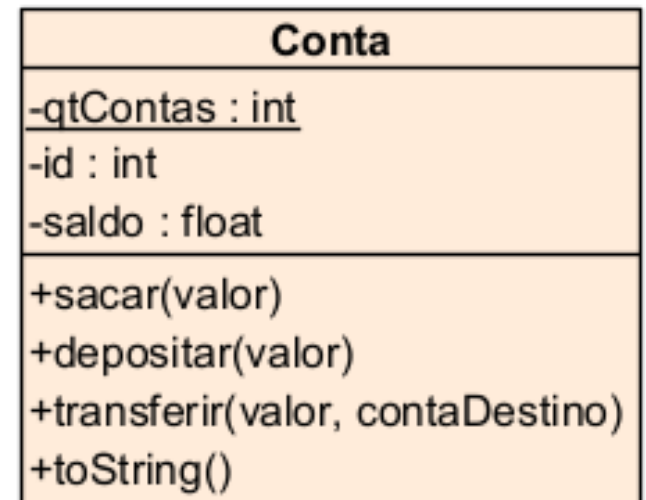 Conta
-qtContas : int
-id : int
-saldo : float
+sacar(valor)
+depositar(valor)
+transferir(valor, contaDestino)
+toString()